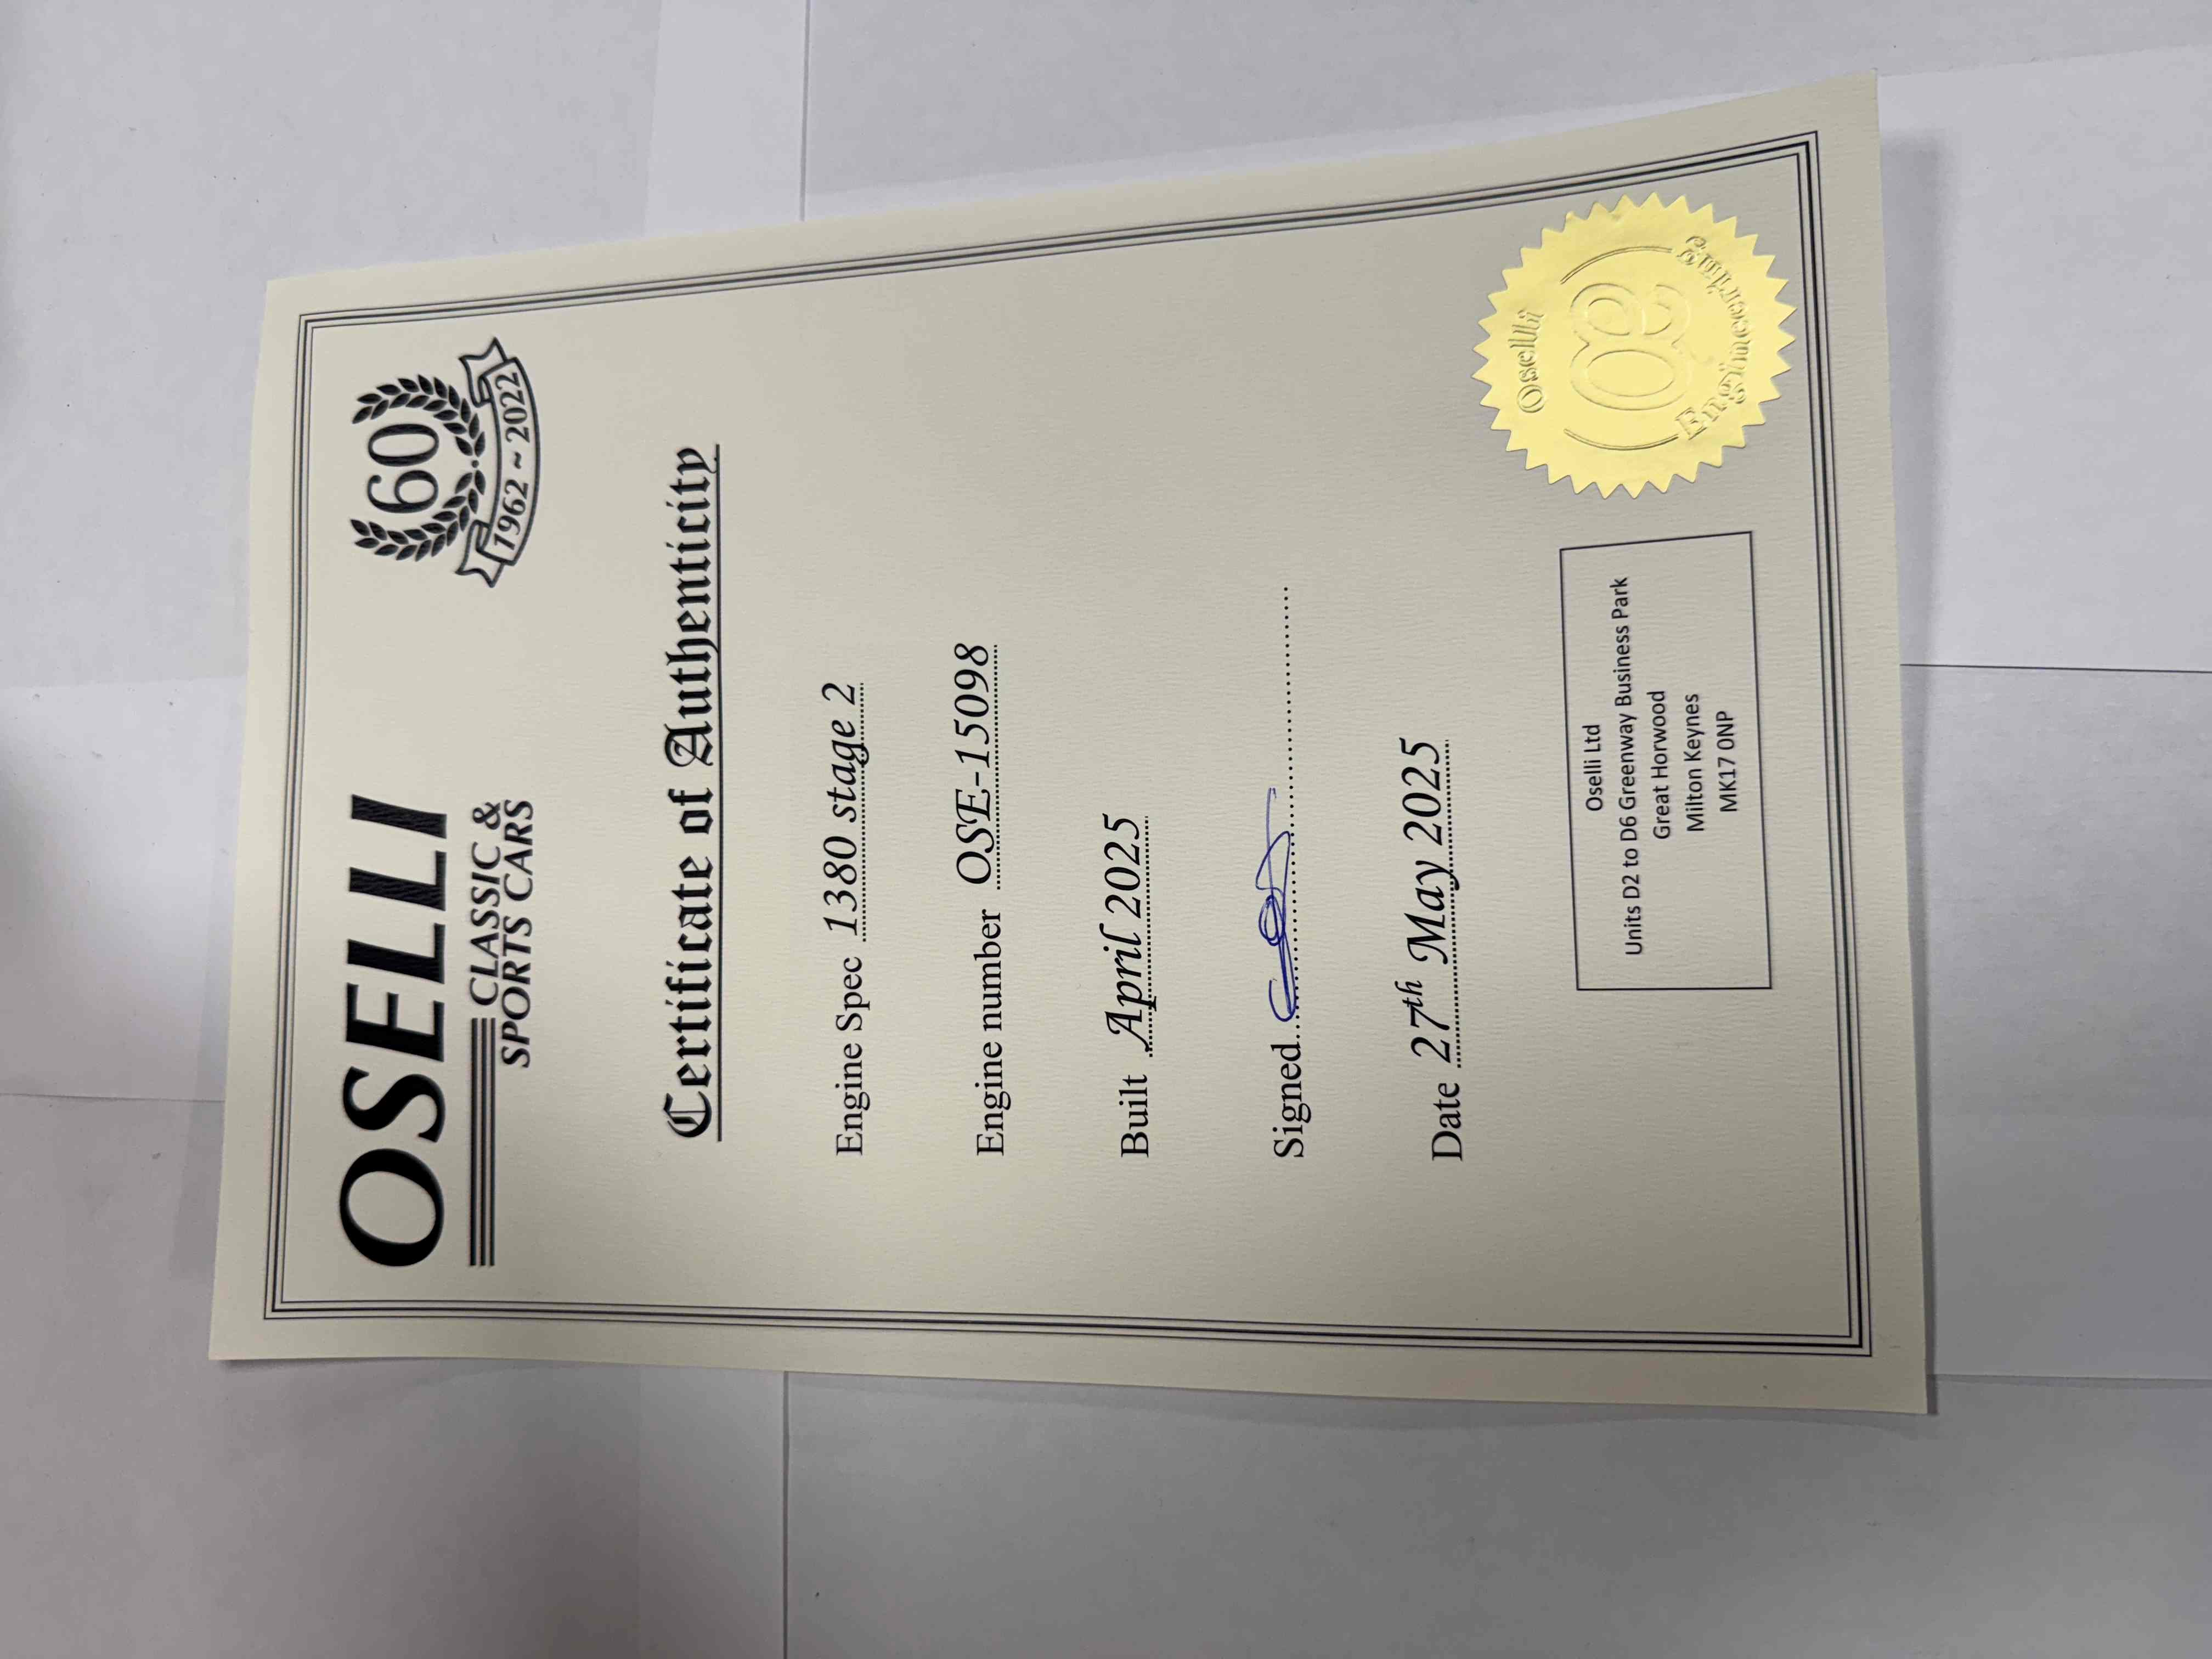 OSELLI
CLASSIC &
SPORTS CARS
60
1962 ~ 2022
Certificate of Authenticity
Engine Spec 1380 stage 2
Engine number OSE-15098
Built April 2025
Signed
Date 27th May 2025
Oselli Ltd
Units D2 to D6 Greenway Business Park
Great Horwood
Milton Keynes
MK17 0NP
Oselli
OE
Engineering